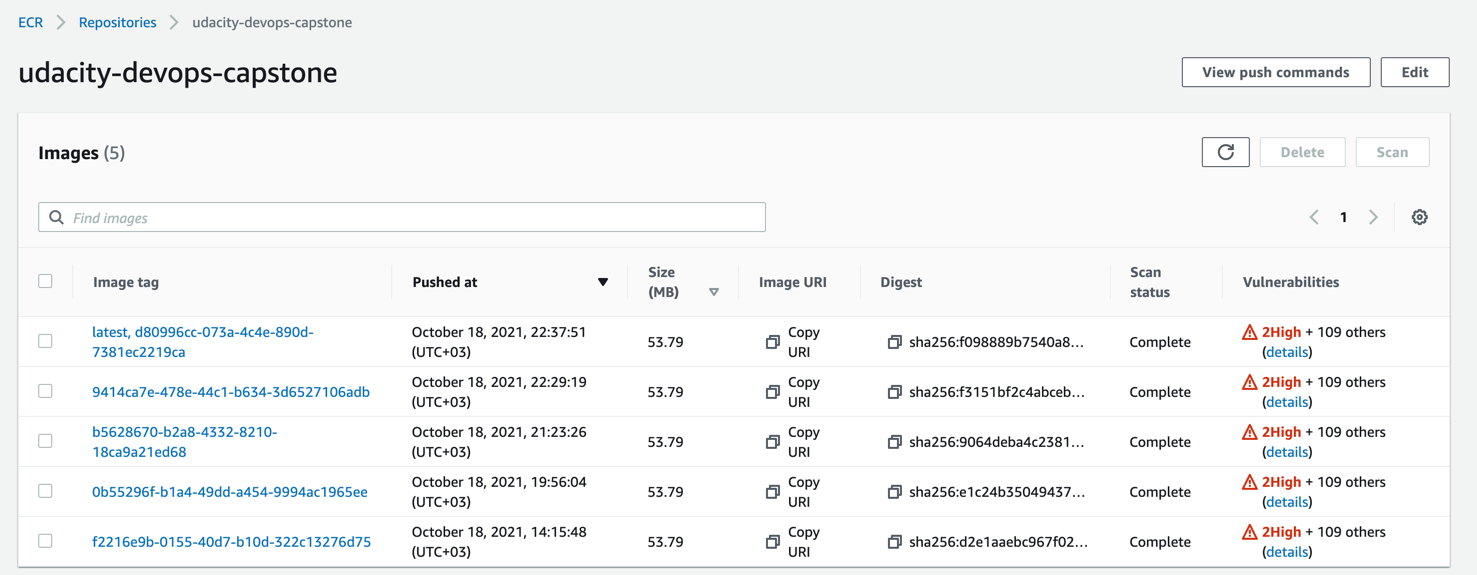 ECR > Repositories > udacity-devops-capstone
udacity-devops-capstone
View push commands
Edit
Images (5)
Delete
Scan
Find images
1
Image tag
Pushed at
Size
(MB)
Image URI
Digest
Scan
status
Vulnerabilities
latest, d80996cc-073a-4c4e-890d-
7381ec2219ca
October 18, 2021, 22:37:51
(UTC+03)
53.79
Copy
URI
sha256:f098889b7540a8...
Complete
2High + 109 others
(details)
9414ca7e-478e-44c1-b634-3d6527106adb
October 18, 2021, 22:29:19
(UTC+03)
53.79
Copy
URI
sha256:f3151bf2c4abceb...
Complete
2High + 109 others
(details)
b5628670-b2a8-4332-8210-
18ca9a21ed68
October 18, 2021, 21:23:26
(UTC+03)
53.79
Copy
URI
sha256:9064deba4c2381...
Complete
2High + 109 others
(details)
0b55296f-b1a4-49dd-a454-9994ac1965ee
October 18, 2021, 19:56:04
(UTC+03)
53.79
Copy
URI
sha256:e1c24b35049437...
Complete
2High + 109 others
(details)
f2216e9b-0155-40d7-b10d-322c13276d75
October 18, 2021, 14:15:48
(UTC+03)
53.79
Copy
URI
sha256:d2e1aaebc967f02...
Complete
2High + 109 others
(details)